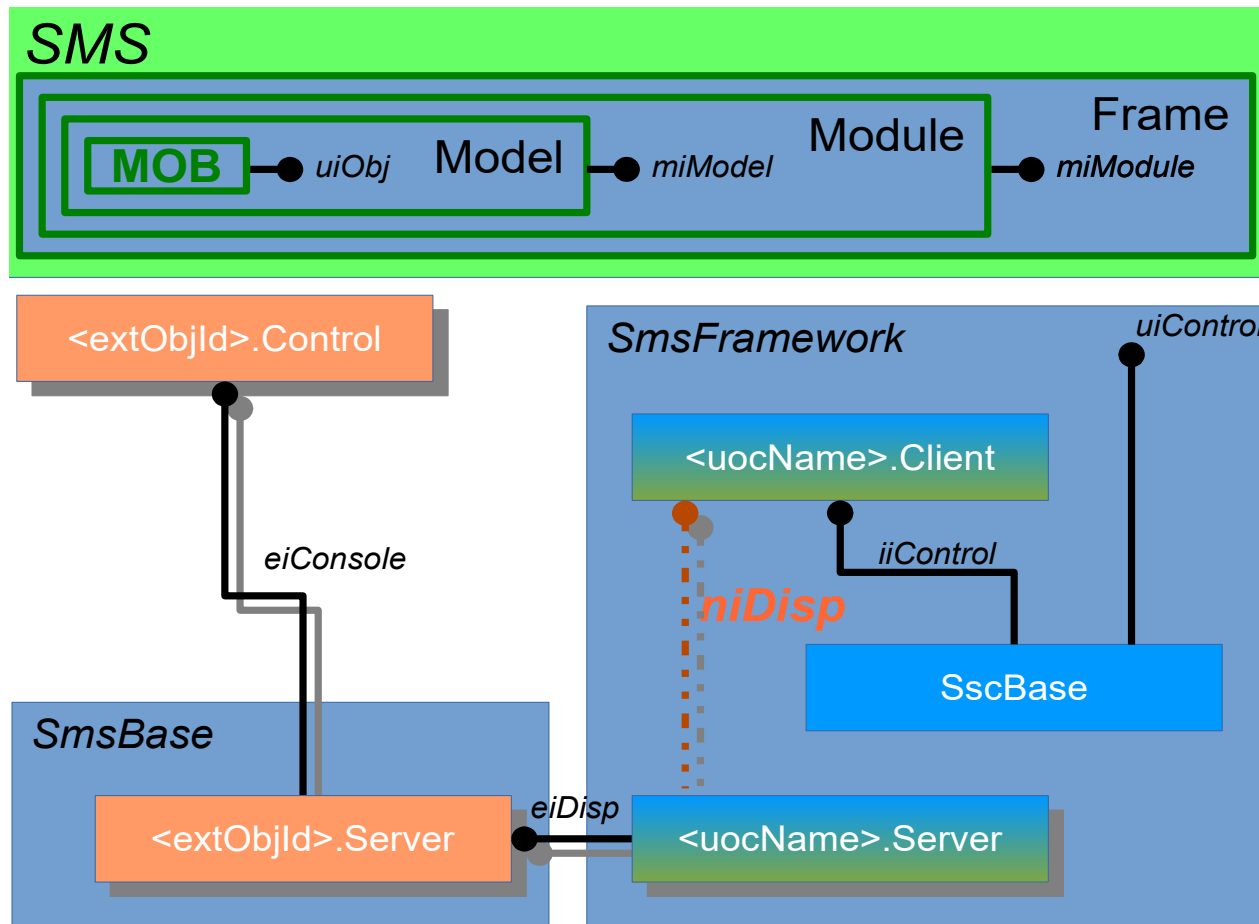 SMS
Frame
Module
Model
MOB
uiObj
miModel
miModule
<extObjId>.Control
SmsFramework
uiControl
<uocName>.Client
eiConsole
iiControl
niDisp
SscBase
SmsBase
<extObjId>.Server
eiDisp
<uocName>.Server